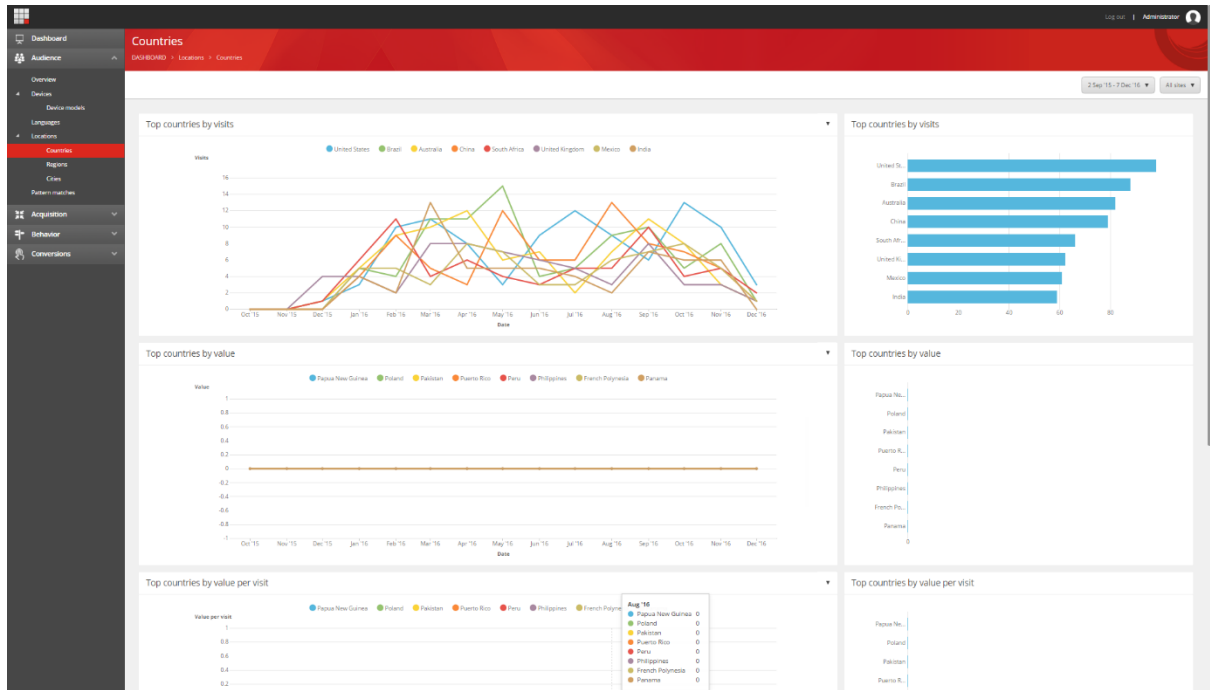 Log out | Administrator
Dashboard
Audience
Overview
Devices
Device models
Languages
Locations
Countries
Regions
Cities
Pattern matches
Acquisition
Behavior
Conversions
Countries
DASHBOARD > Locations > Countries
2 Sep '15 - 7 Dec '16 All sites
Top countries by visits
United States Brazil Australia China South Africa United Kingdom Mexico India
Visits
16
14
12
10
8
6
4
2
0
Oct '15 Nov '15 Dec '15 Jan '16 Feb '16 Mar '16 Apr '16 May '16 Jun '16 Jul '16 Aug '16 Sep '16 Oct '16 Nov '16 Dec '16
Date
Top countries by visits
United St...
Brazil
Australia
China
South Afr...
United Ki...
Mexico
India
0 20 40 60 80
Top countries by value
Papua New Guinea Poland Pakistan Puerto Rico Peru Philippines French Polynesia Panama
Value
1
0.8
0.6
0.4
0.2
0
-0.2
-0.4
-0.6
-0.8
-1
Oct '15 Nov '15 Dec '15 Jan '16 Feb '16 Mar '16 Apr '16 May '16 Jun '16 Jul '16 Aug '16 Sep '16 Oct '16 Nov '16 Dec '16
Date
Top countries by value
Papua Ne...
Poland
Pakistan
Puerto R...
Peru
Philippines
French Po...
Panama
0
Top countries by value per visit
Papua New Guinea Poland Pakistan Puerto Rico Peru Philippines French Polyne
Value per visit
1
0.8
0.6
0.4
0.2
Aug '16
Papua New Guinea 0
Poland 0
Pakistan 0
Puerto Rico 0
Peru 0
Philippines 0
French Polynesia 0
Panama 0
Top countries by value per visit
Papua Ne...
Poland
Pakistan
Puerto R...